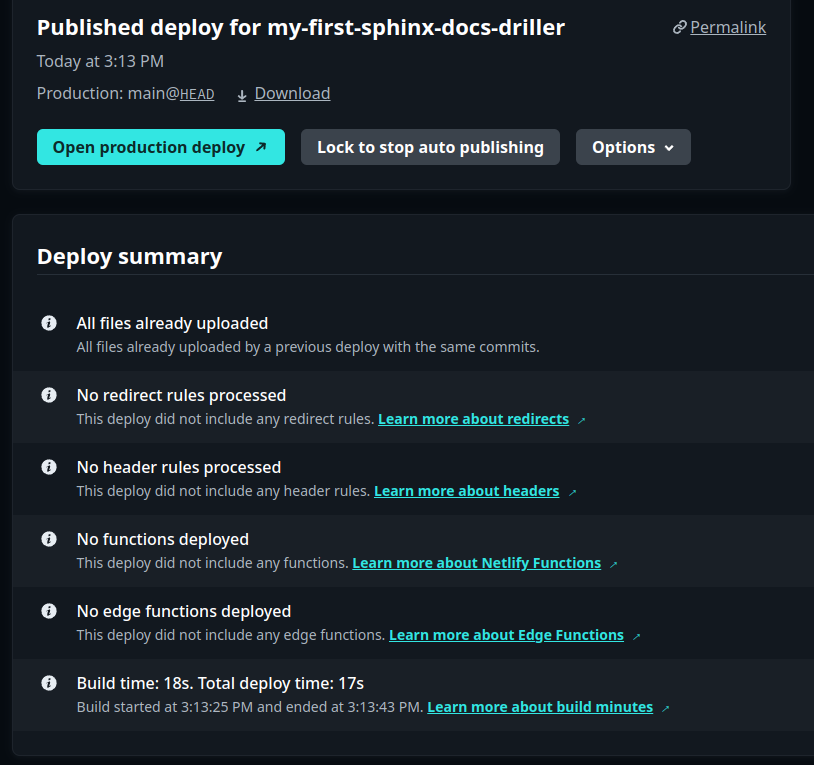 Published deploy for my-first-sphinx-docs-driller
Permalink
Today at 3:13 PM
Production: main@HEAD Download
Open production deploy ↗ Lock to stop auto publishing Options
Deploy summary
All files already uploaded
All files already uploaded by a previous deploy with the same commits.
No redirect rules processed
This deploy did not include any redirect rules. Learn more about redirects ↗
No header rules processed
This deploy did not include any header rules. Learn more about headers ↗
No functions deployed
This deploy did not include any functions. Learn more about Netlify Functions ↗
No edge functions deployed
This deploy did not include any edge functions. Learn more about Edge Functions ↗
Build time: 18s. Total deploy time: 17s
Build started at 3:13:25 PM and ended at 3:13:43 PM. Learn more about build minutes ↗